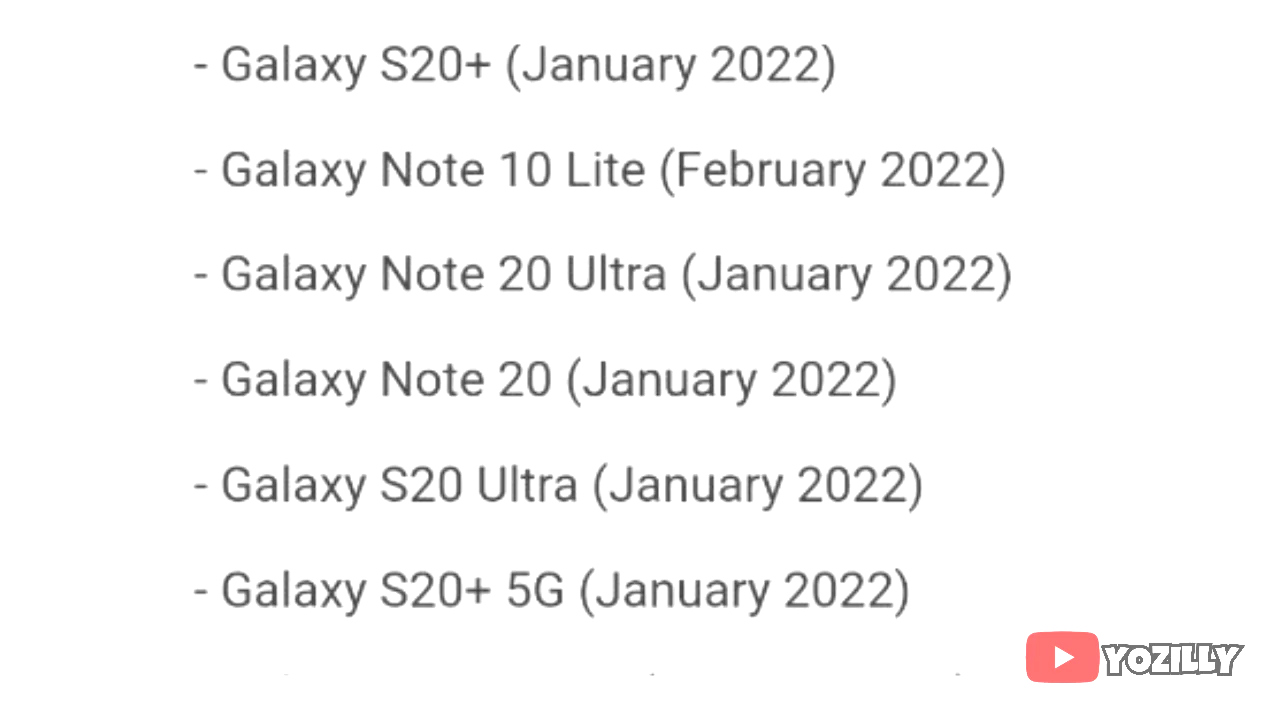 - Galaxy S20+ (January 2022)
- Galaxy Note 10 Lite (February 2022)
- Galaxy Note 20 Ultra (January 2022)
- Galaxy Note 20 (January 2022)
- Galaxy S20 Ultra (January 2022)
- Galaxy S20+ 5G (January 2022)
YOZILLY